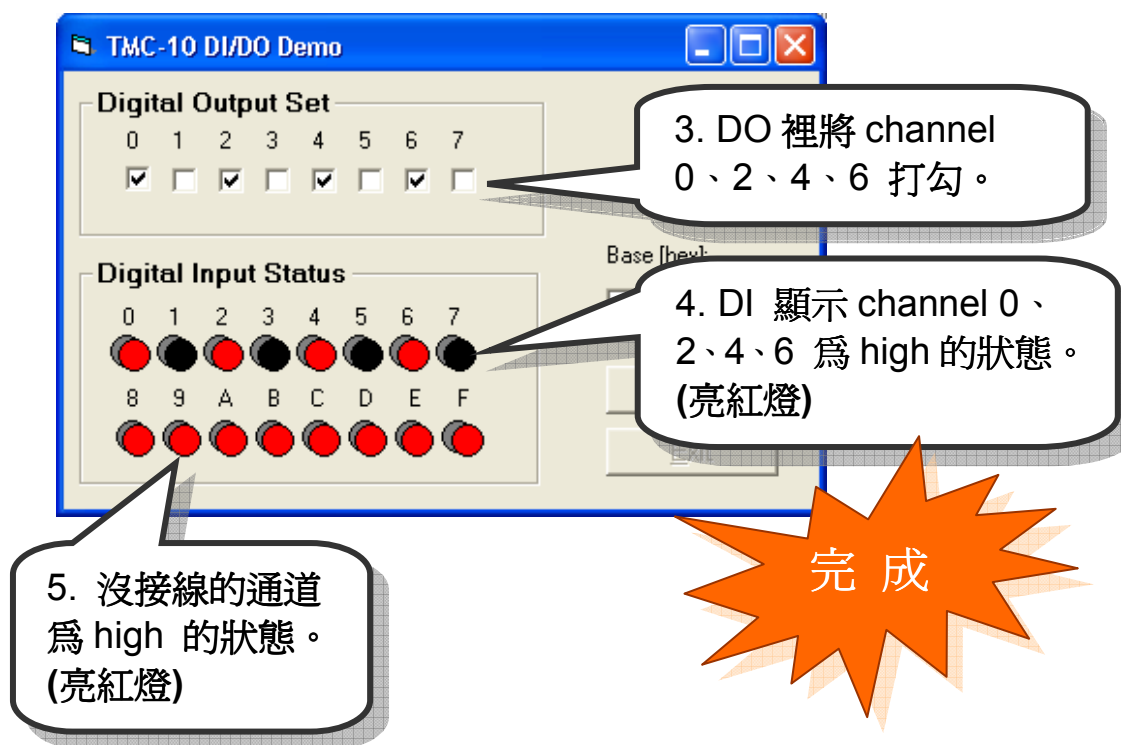 TMC-10 DI/DO Demo
Digital Output Set
0 1 2 3 4 5 6 7
3. DO 裡將 channel
0、2、4、6 打勾。
Base [hex]:
Digital Input Status
0 1 2 3 4 5 6 7
8 9 A B C D E F
4. DI 顯示 channel 0、
2、4、6 為 high 的狀態。
(亮紅燈)
Exit
完 成
5. 沒接線的通道
為 high 的狀態。
(亮紅燈)